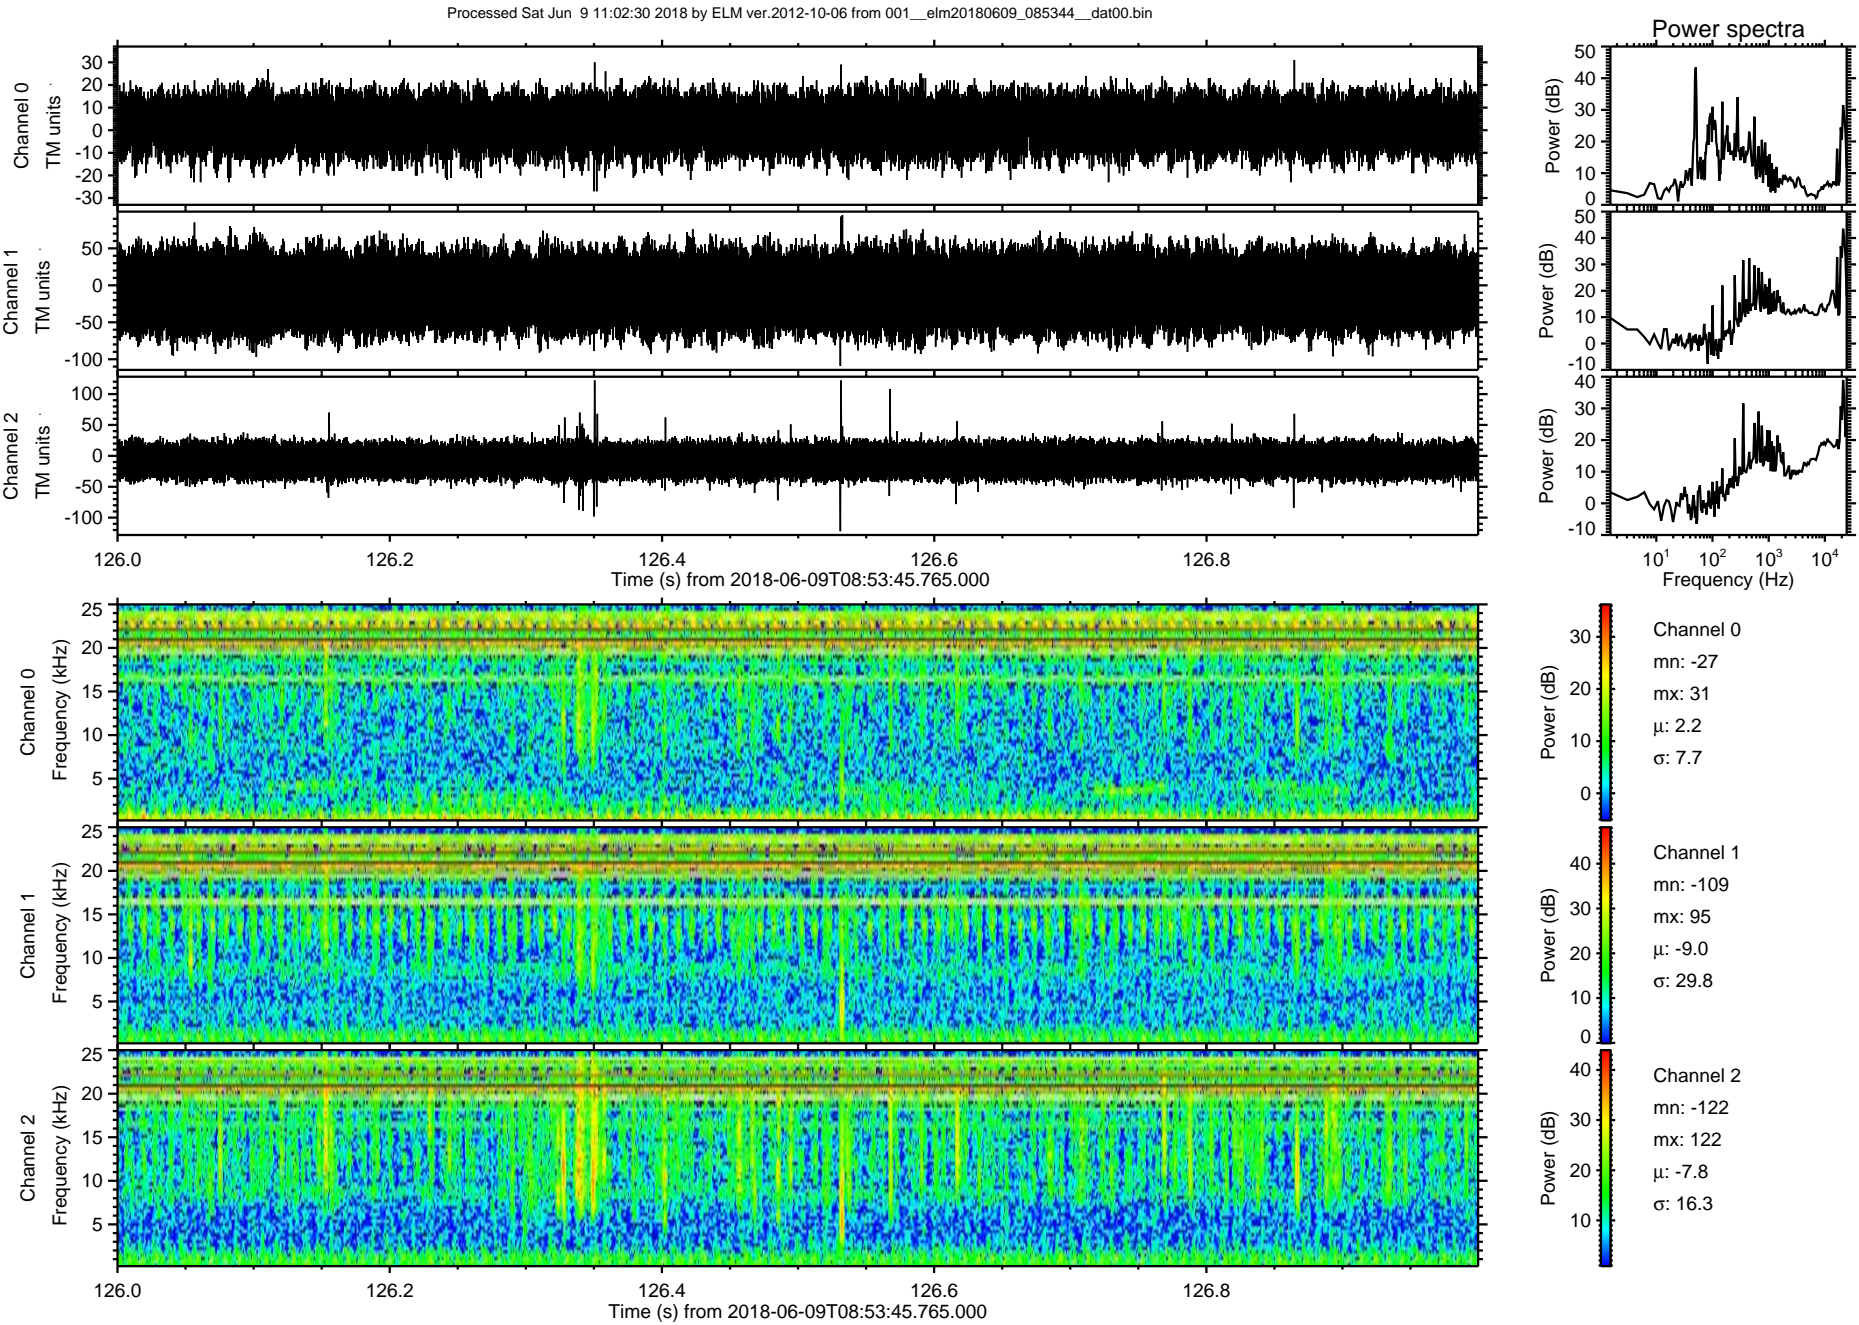 Processed Sat Jun  9 11:02:30 2018 by ELM ver.2012-10-06 from 001__elm20180609_085344__dat00.bin
Power spectra
Channel 0
TM units
30
20
10
0
-10
-20
-30
Power (dB)
50
40
30
20
10
0
Channel 1
TM units
50
0
-50
-100
Power (dB)
50
40
30
20
10
0
-10
Channel 2
TM units
100
50
0
-50
-100
Power (dB)
40
30
20
10
0
-10
126.0 126.2 126.4 126.6 126.8
Time (s) from 2018-06-09T08:53:45.765.000
10^1 10^2 10^3 10^4
Frequency (Hz)
Channel 0
Frequency (kHz)
25
20
15
10
5
Power (dB)
30
20
10
0
Channel 0
mn: -27
mx: 31
μ: 2.2
σ: 7.7
Channel 1
Frequency (kHz)
25
20
15
10
5
Power (dB)
40
30
20
10
0
Channel 1
mn: -109
mx: 95
μ: -9.0
σ: 29.8
Channel 2
Frequency (kHz)
25
20
15
10
5
Power (dB)
40
30
20
10
Channel 2
mn: -122
mx: 122
μ: -7.8
σ: 16.3
126.0 126.2 126.4 126.6 126.8
Time (s) from 2018-06-09T08:53:45.765.000